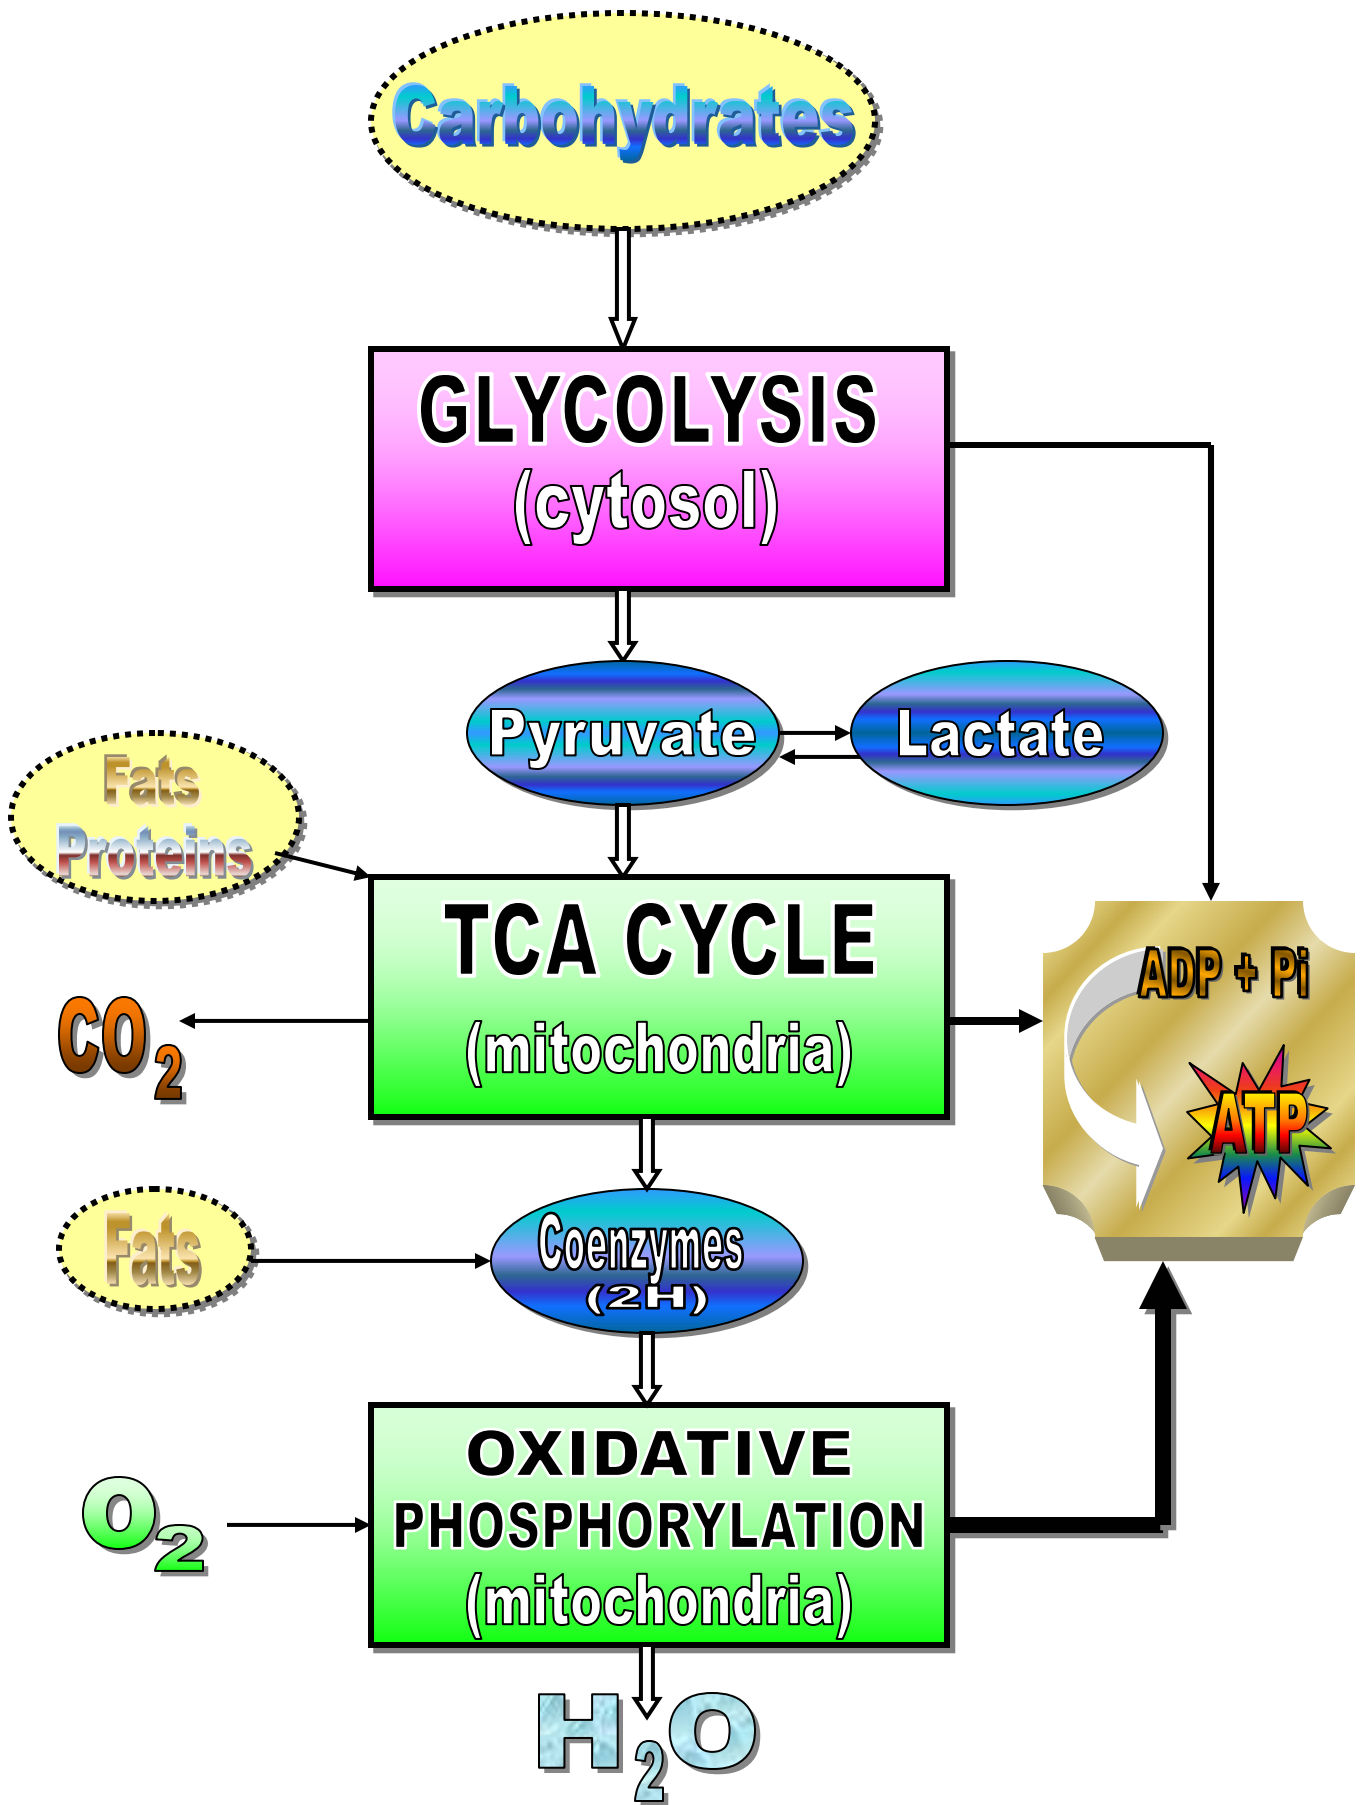 Carbohydrates
GLYCOLYSIS
(cytosol)
Pyruvate
Lactate
Fats
Proteins
TCA CYCLE
(mitochondria)
CO2
ADP + Pi
ATP
Fats
Coenzymes
(2H)
OXIDATIVE
PHOSPHORYLATION
(mitochondria)
O2
H2O